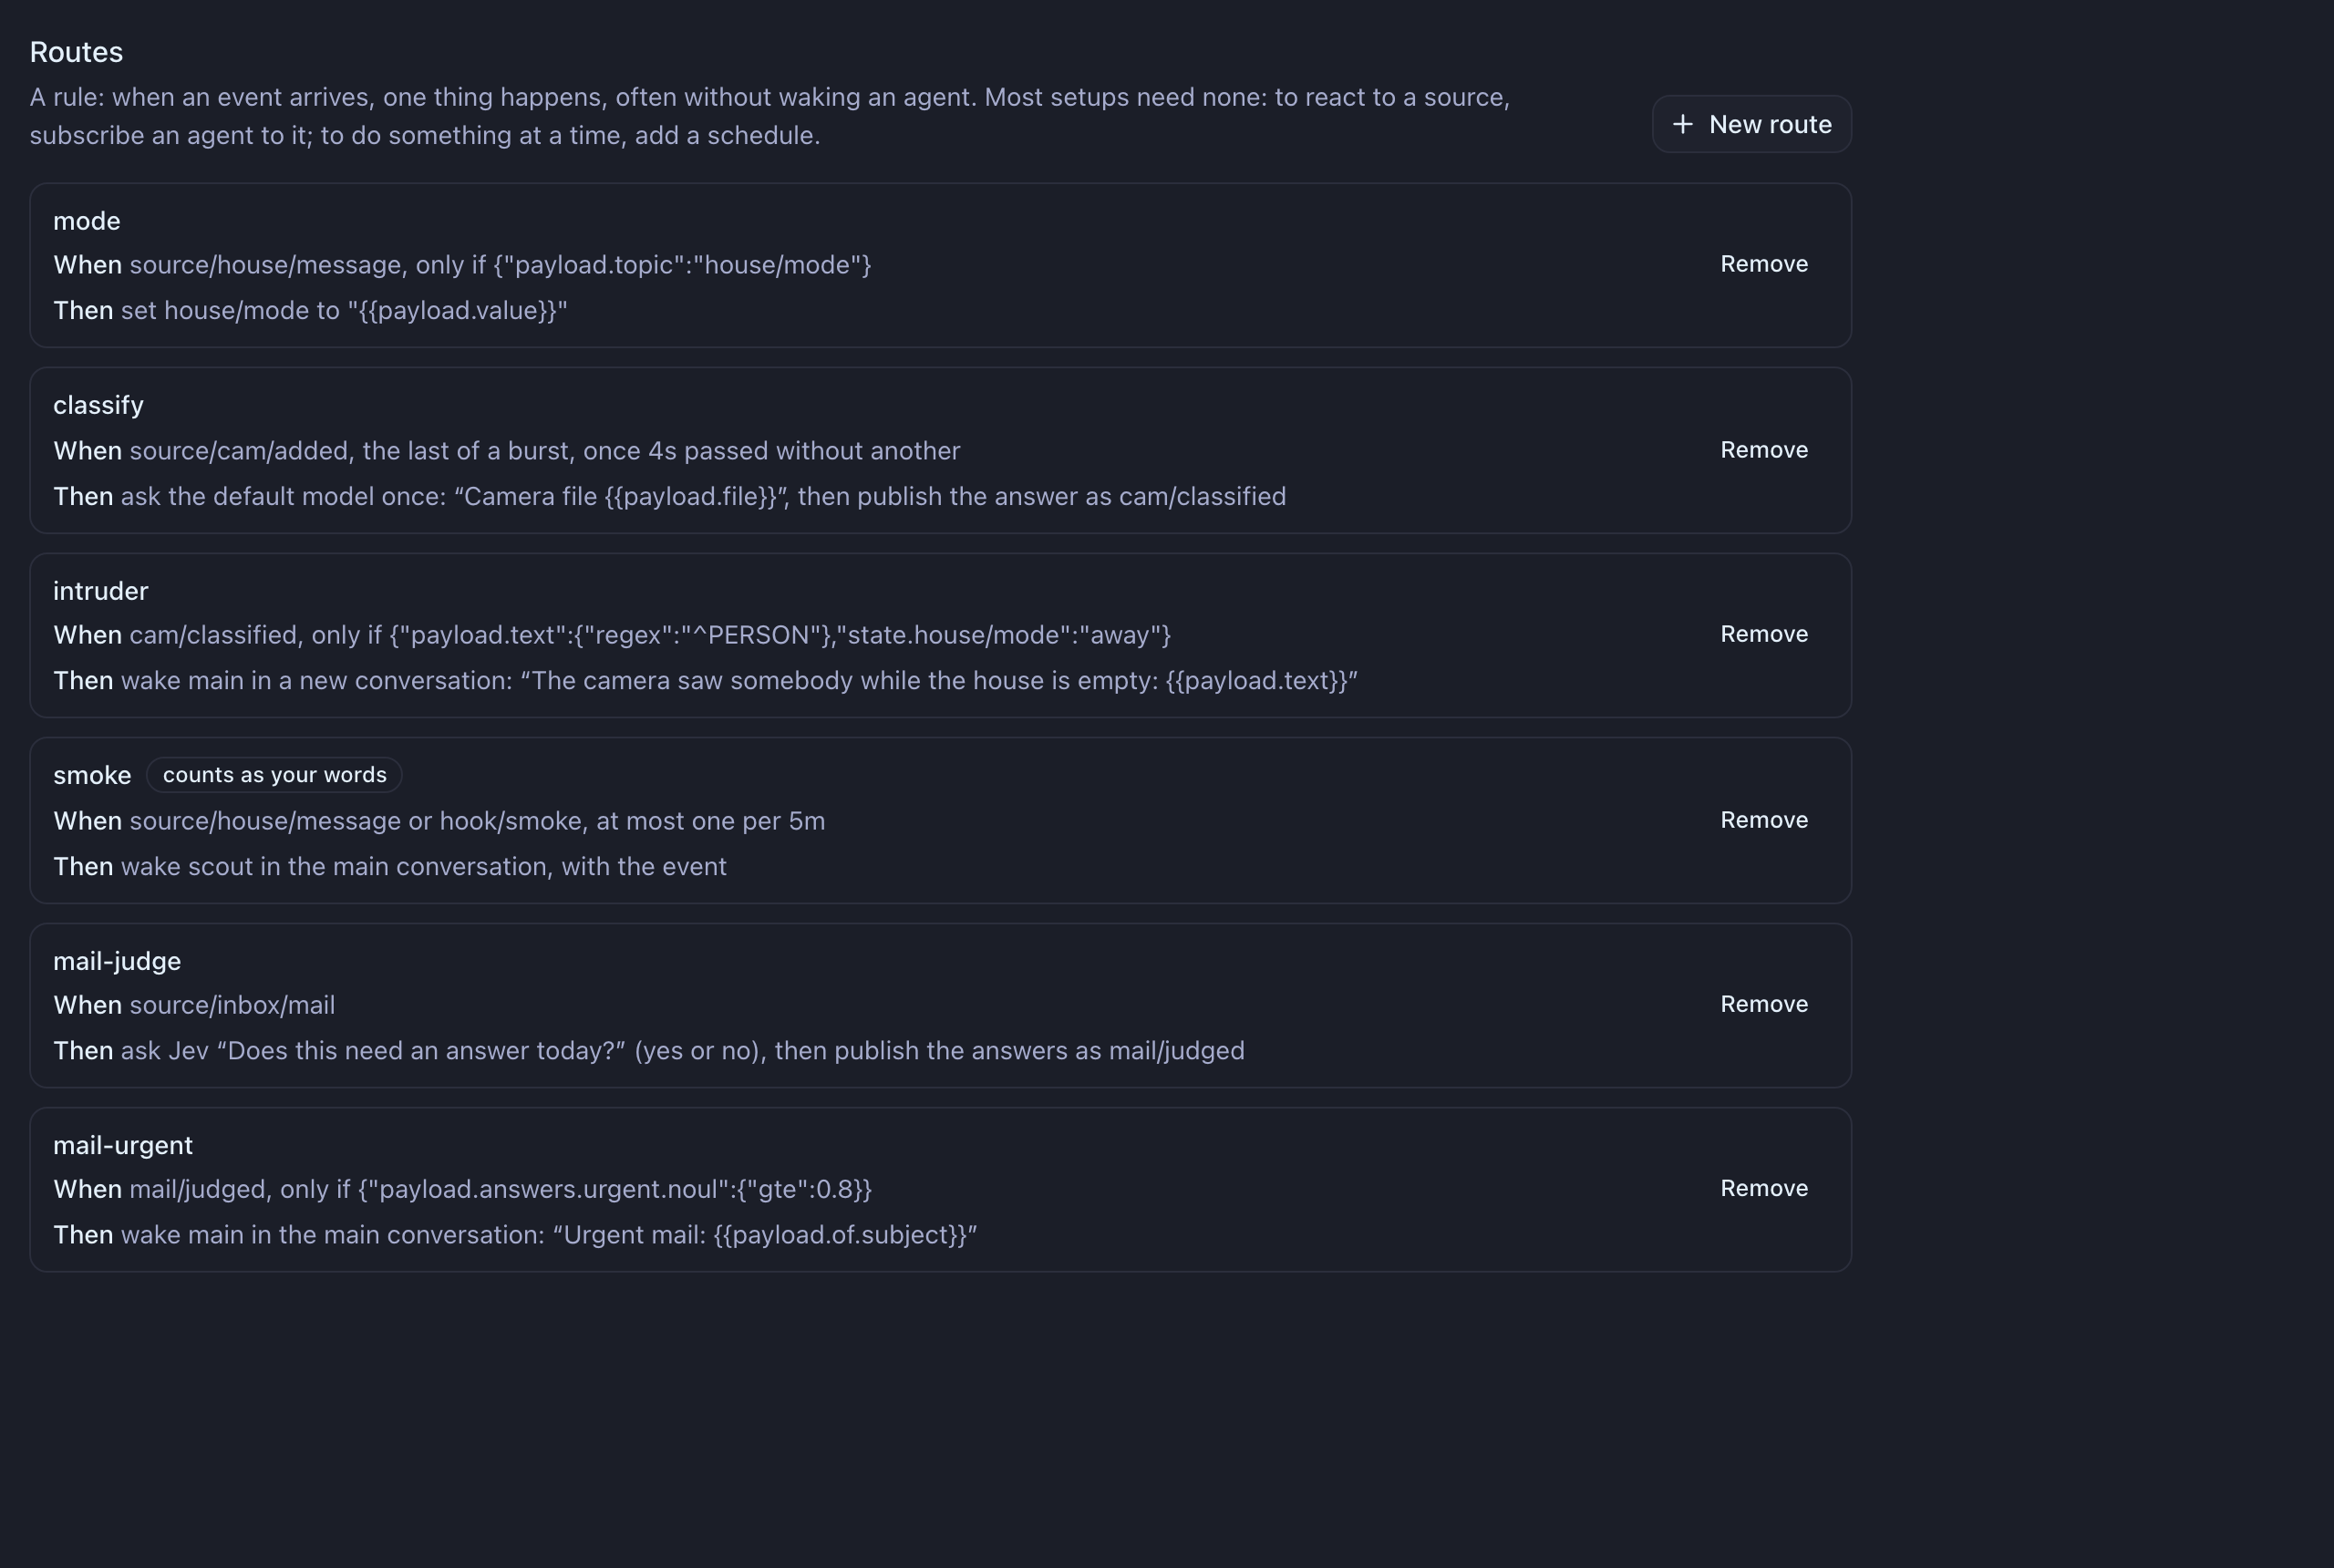 Routes
A rule: when an event arrives, one thing happens, often without waking an agent. Most setups need none: to react to a source,
subscribe an agent to it; to do something at a time, add a schedule.
+ New route
mode
When source/house/message, only if {"payload.topic":"house/mode"}
Remove
Then set house/mode to "{{payload.value}}"
classify
When source/cam/added, the last of a burst, once 4s passed without another
Remove
Then ask the default model once: “Camera file {{payload.file}}”, then publish the answer as cam/classified
intruder
When cam/classified, only if {"payload.text":{"regex":"^PERSON"},"state.house/mode":"away"}
Remove
Then wake main in a new conversation: “The camera saw somebody while the house is empty: {{payload.text}}”
smoke counts as your words
When source/house/message or hook/smoke, at most one per 5m
Remove
Then wake scout in the main conversation, with the event
mail-judge
When source/inbox/mail
Remove
Then ask Jev “Does this need an answer today?” (yes or no), then publish the answers as mail/judged
mail-urgent
When mail/judged, only if {"payload.answers.urgent.noul":{"gte":0.8}}
Remove
Then wake main in the main conversation: “Urgent mail: {{payload.of.subject}}”